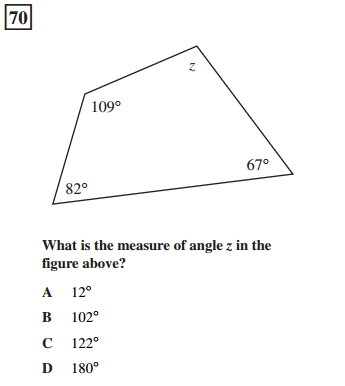 70
z
109°
67°
82°
What is the measure of angle z in the
figure above?
A 12°
B 102°
C 122°
D 180°